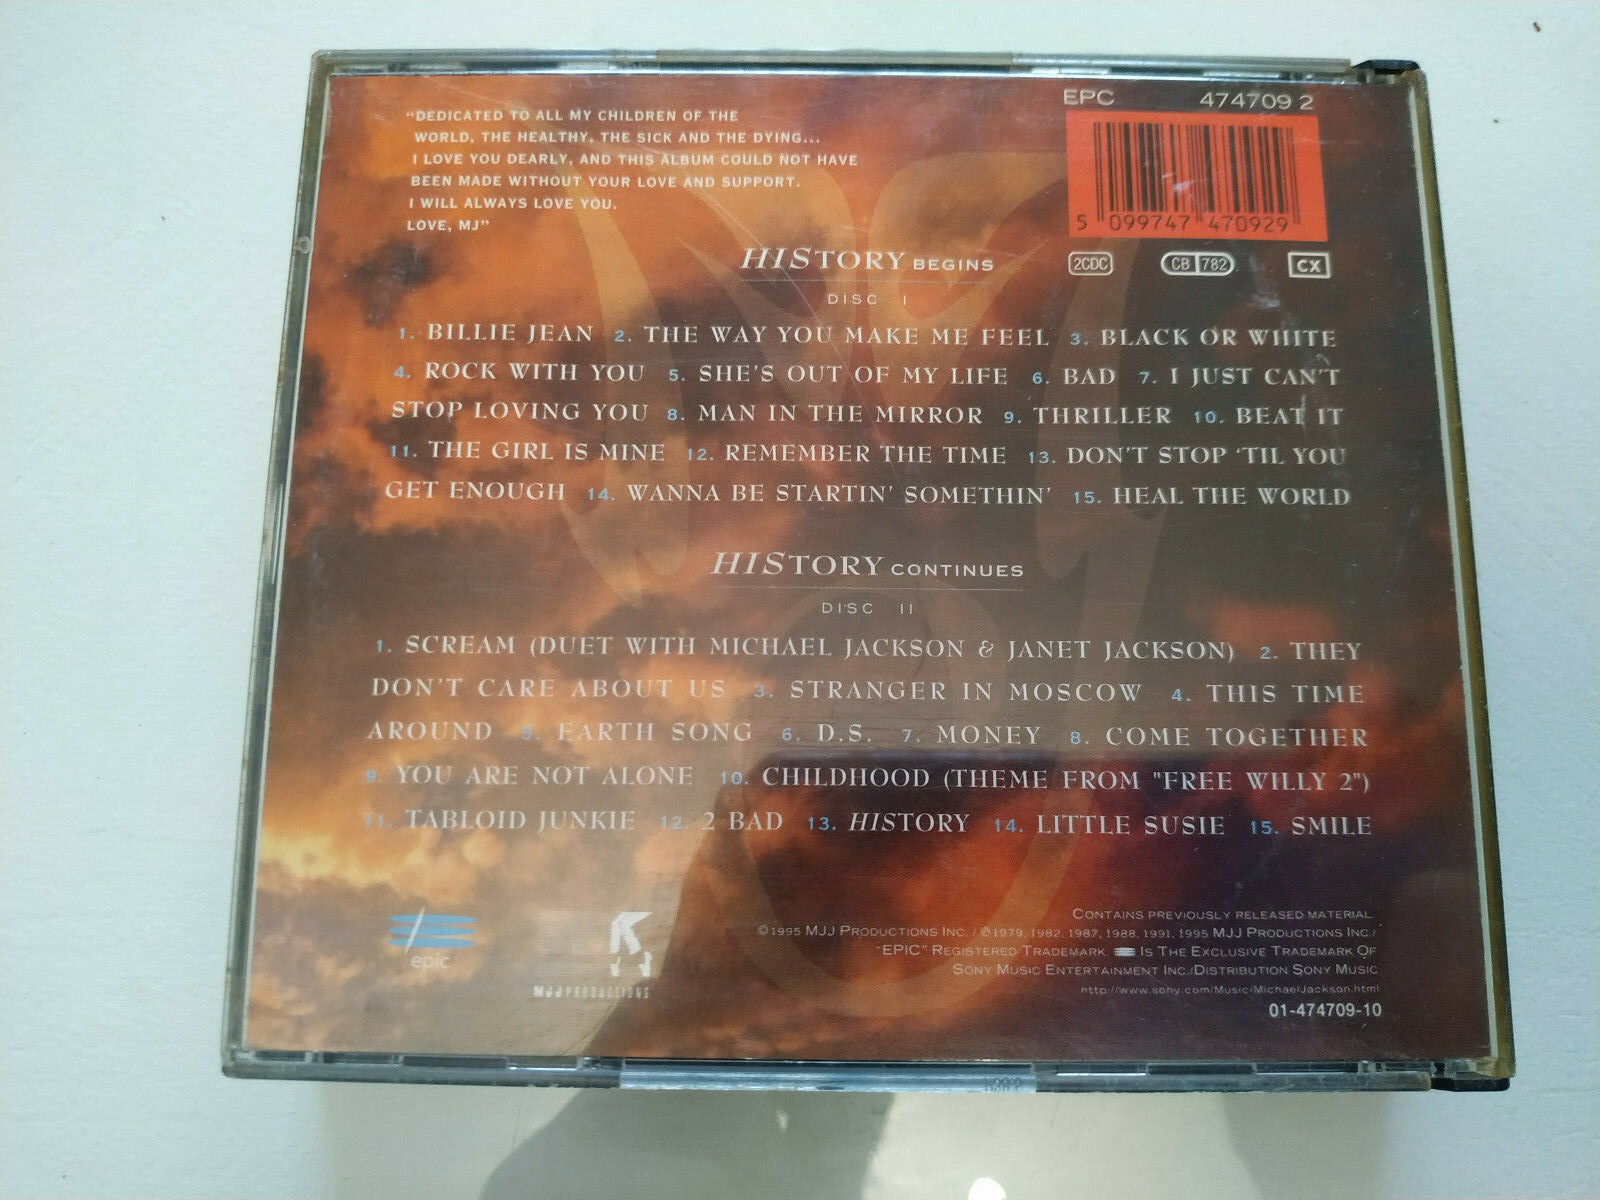 "DEDICATED TO ALL MY CHILDREN OF THE
WORLD, THE HEALTHY, THE SICK AND THE DYING...
I LOVE YOU DEARLY, AND THIS ALBUM COULD NOT HAVE
BEEN MADE WITHOUT YOUR LOVE AND SUPPORT.
I WILL ALWAYS LOVE YOU.
LOVE, MJ"
EPC 474709 2
5 099747 470929
2CDC CB 782 CX
HISTORY BEGINS
DISC I
1. BILLIE JEAN 2. THE WAY YOU MAKE ME FEEL 3. BLACK OR WHITE
4. ROCK WITH YOU 5. SHE'S OUT OF MY LIFE 6. BAD 7. I JUST CAN'T
STOP LOVING YOU 8. MAN IN THE MIRROR 9. THRILLER 10. BEAT IT
11. THE GIRL IS MINE 12. REMEMBER THE TIME 13. DON'T STOP 'TIL YOU
GET ENOUGH 14. WANNA BE STARTIN' SOMETHIN' 15. HEAL THE WORLD
HISTORY CONTINUES
DISC II
1. SCREAM (DUET WITH MICHAEL JACKSON & JANET JACKSON) 2. THEY
DON'T CARE ABOUT US 3. STRANGER IN MOSCOW 4. THIS TIME
AROUND 5. EARTH SONG 6. D.S. 7. MONEY 8. COME TOGETHER
9. YOU ARE NOT ALONE 10. CHILDHOOD (THEME FROM "FREE WILLY 2")
11. TABLOID JUNKIE 12. 2 BAD 13. HISTORY 14. LITTLE SUSIE 15. SMILE
epic
MJJ PRODUCTIONS
CONTAINS PREVIOUSLY RELEASED MATERIAL.
©1995 MJJ PRODUCTIONS INC. / ℗1979, 1982, 1987, 1988, 1991, 1995 MJJ PRODUCTIONS INC./
"EPIC" REGISTERED TRADEMARK IS THE EXCLUSIVE TRADEMARK OF
SONY MUSIC ENTERTAINMENT INC./DISTRIBUTION SONY MUSIC
http://www.sony.com/Music/MichaelJackson.html
01-474709-10